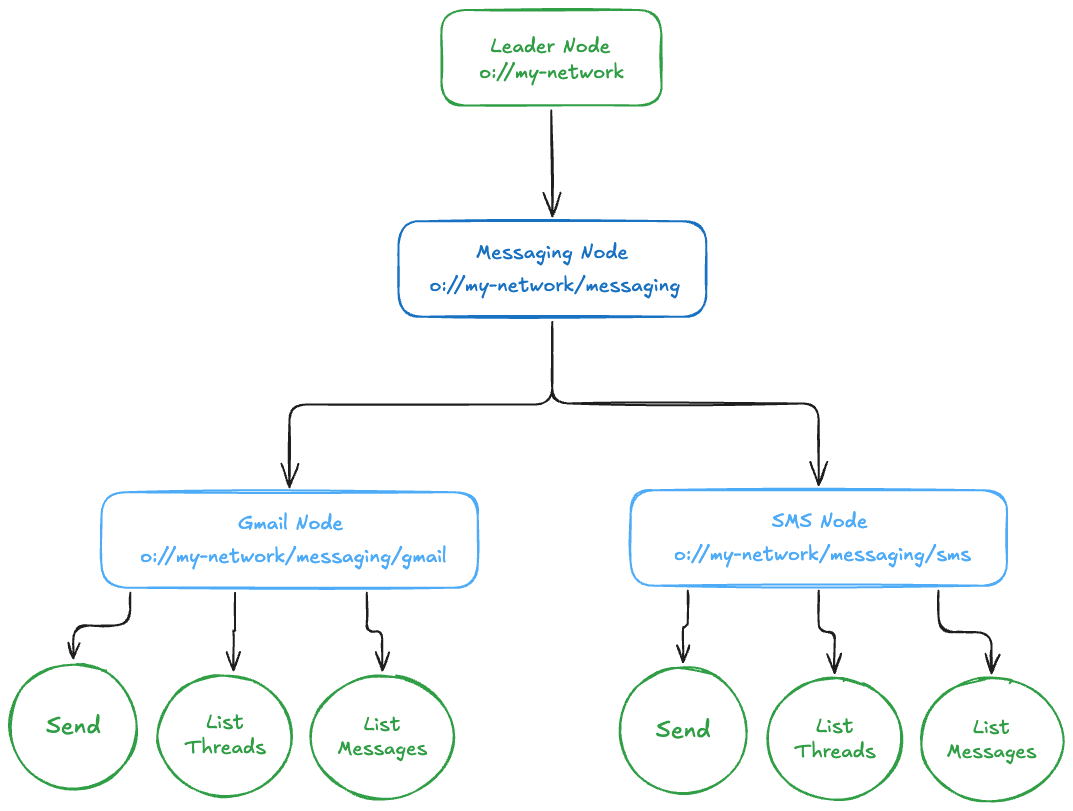 Leader Node
o://my-network
Messaging Node
o://my-network/messaging
Gmail Node
o://my-network/messaging/gmail
SMS Node
o://my-network/messaging/sms
Send
List
Threads
List
Messages
Send
List
Threads
List
Messages